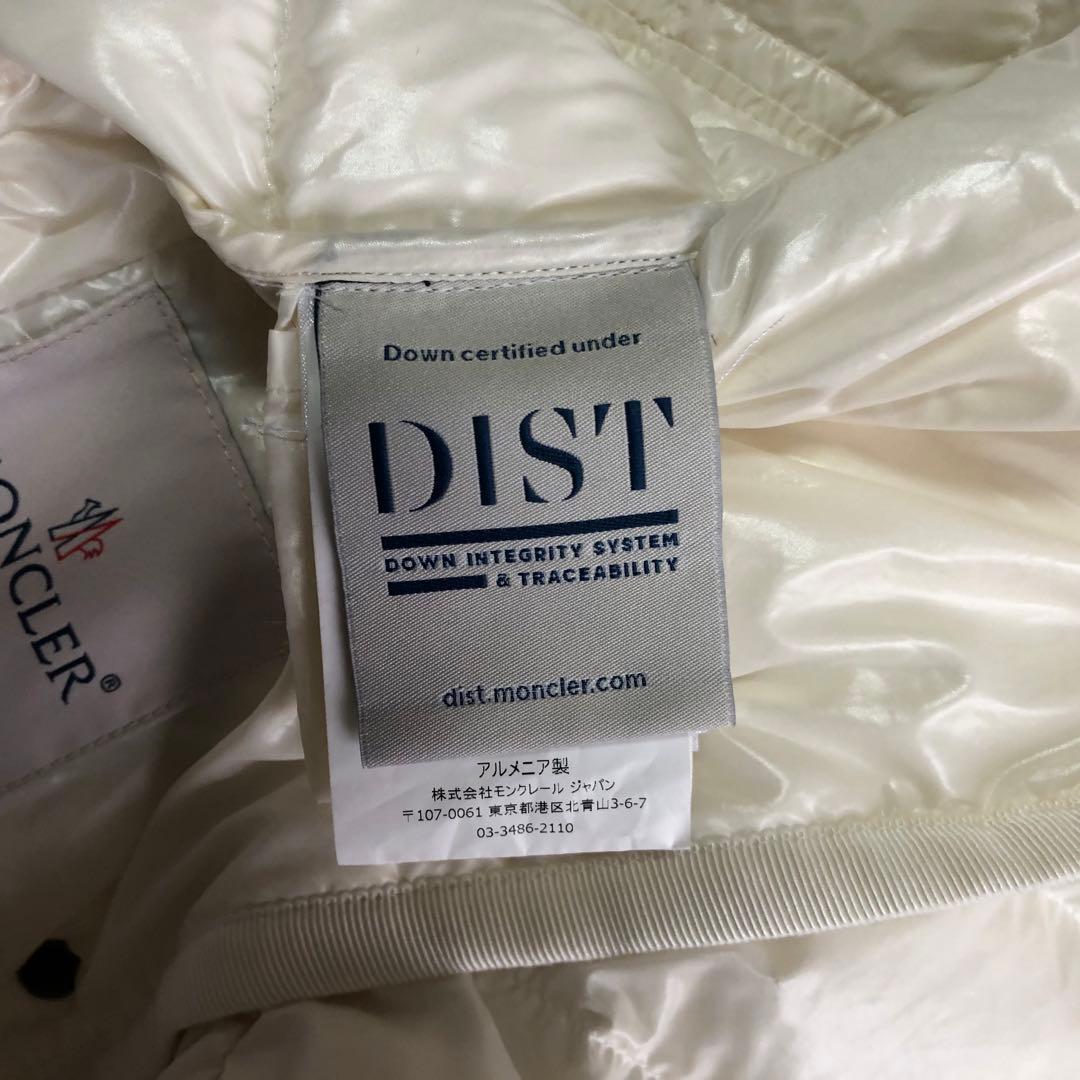 Down certified under
DIST
DOWN INTEGRITY SYSTEM
& TRACEABILITY
dist.moncler.com
アルメニア製
株式会社モンクレール ジャパン
〒107-0061 東京都港区北青山3-6-7
03-3486-2110
ONCLER®